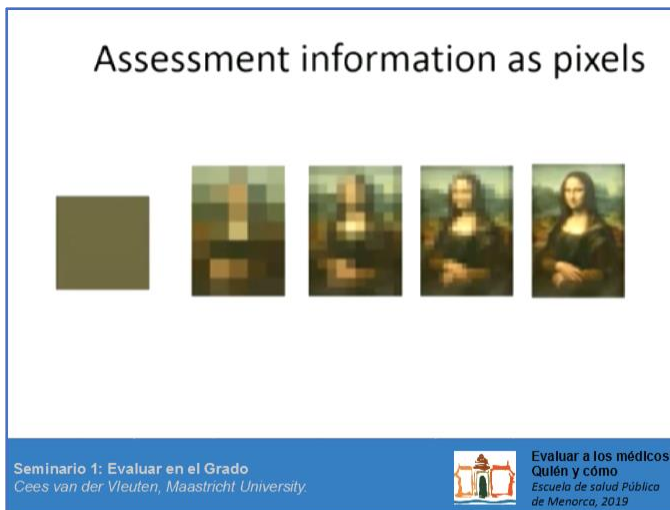 Assessment information as pixels
Seminario 1: Evaluar en el Grado
Cees van der Vleuten, Maastricht University.
Evaluar a los médicos
Quién y cómo
Escuela de salud Pública
de Menorca, 2019